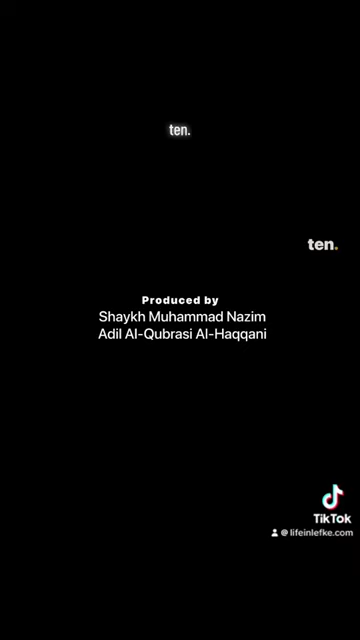 ten.
ten.
Produced by
Shaykh Muhammad Nazim
Adil Al-Qubrasi Al-Haqqani
TikTok
@ lifeinlefke.com